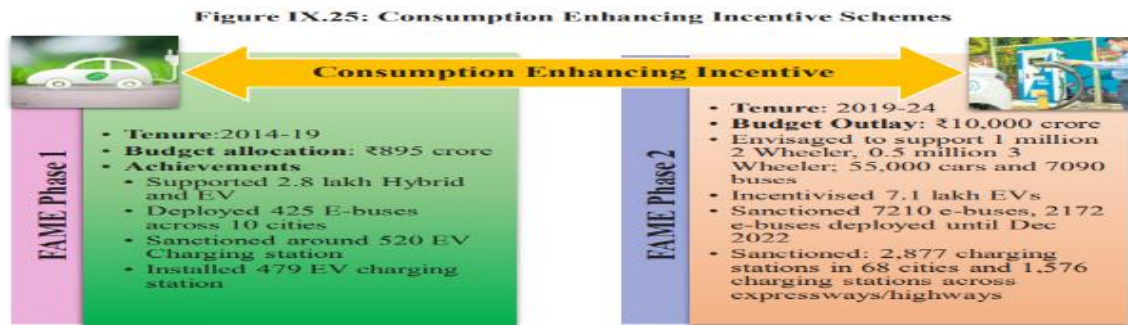 Figure IX.25: Consumption Enhancing Incentive Schemes
Consumption Enhancing Incentive
FAME Phase 1
• Tenure:2014-19
• Budget allocation: ₹895 crore
• Achievements
• Supported 2.8 lakh Hybrid
and EV
• Deployed 425 E-buses
across 10 cities
• Sanctioned around 520 EV
Charging station
• Installed 479 EV charging
station
FAME Phase 2
• Tenure: 2019-24
• Budget Outlay: ₹10,000 crore
• Envisaged to support 1 million
2 Wheeler, 0.5 million 3
Wheeler; 55,000 cars and 7090
buses
• Incentivised 7.1 lakh EVs
• Sanctioned 7210 e-buses, 2172
e-buses deployed until Dec
2022
• Sanctioned: 2,877 charging
stations in 68 cities and 1,576
charging stations across
expressways/highways